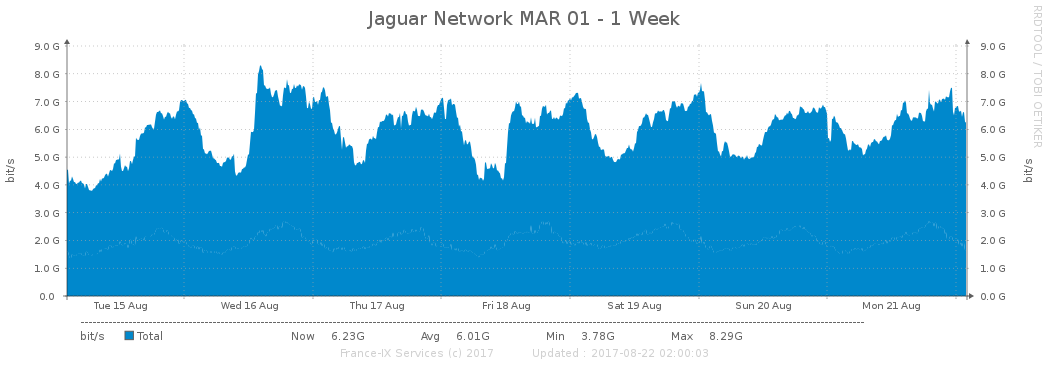 Jaguar Network MAR 01 - 1 Week
RRDTOOL / TOBI OETIKER
bit/s
9.0 G 9.0 G
8.0 G 8.0 G
7.0 G 7.0 G
6.0 G 6.0 G
5.0 G 5.0 G
4.0 G 4.0 G
3.0 G 3.0 G
2.0 G 2.0 G
1.0 G 1.0 G
0.0 0.0 G
bit/s
Tue 15 Aug Wed 16 Aug Thu 17 Aug Fri 18 Aug Sat 19 Aug Sun 20 Aug Mon 21 Aug
bit/s Total Now 6.23G Avg 6.01G Min 3.78G Max 8.29G
France-IX Services (c) 2017 Updated : 2017-08-22 02:00:03